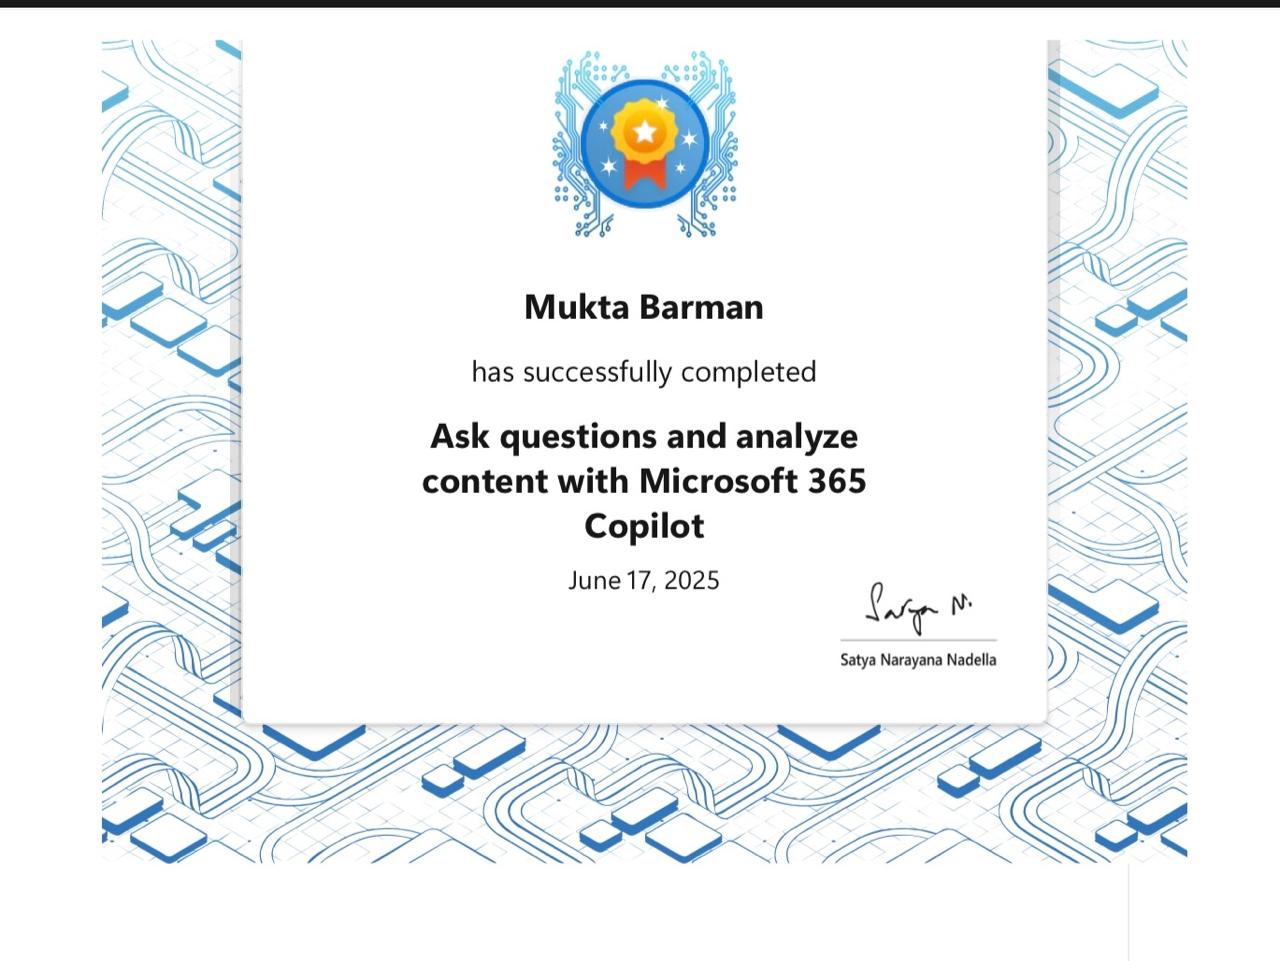 Mukta Barman
has successfully completed
Ask questions and analyze
content with Microsoft 365
Copilot
June 17, 2025
Satya N.
Satya Narayana Nadella